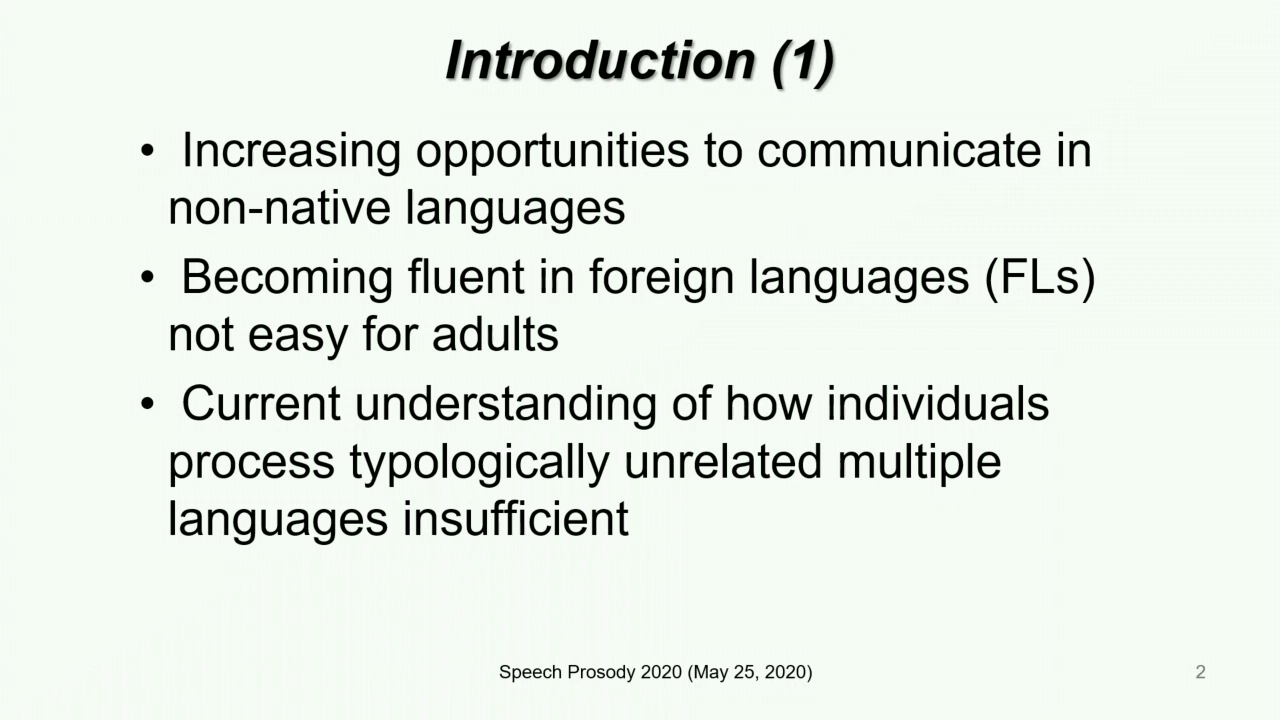 Introduction (1)
• Increasing opportunities to communicate in
non-native languages
• Becoming fluent in foreign languages (FLs)
not easy for adults
• Current understanding of how individuals
process typologically unrelated multiple
languages insufficient
Speech Prosody 2020 (May 25, 2020)
2